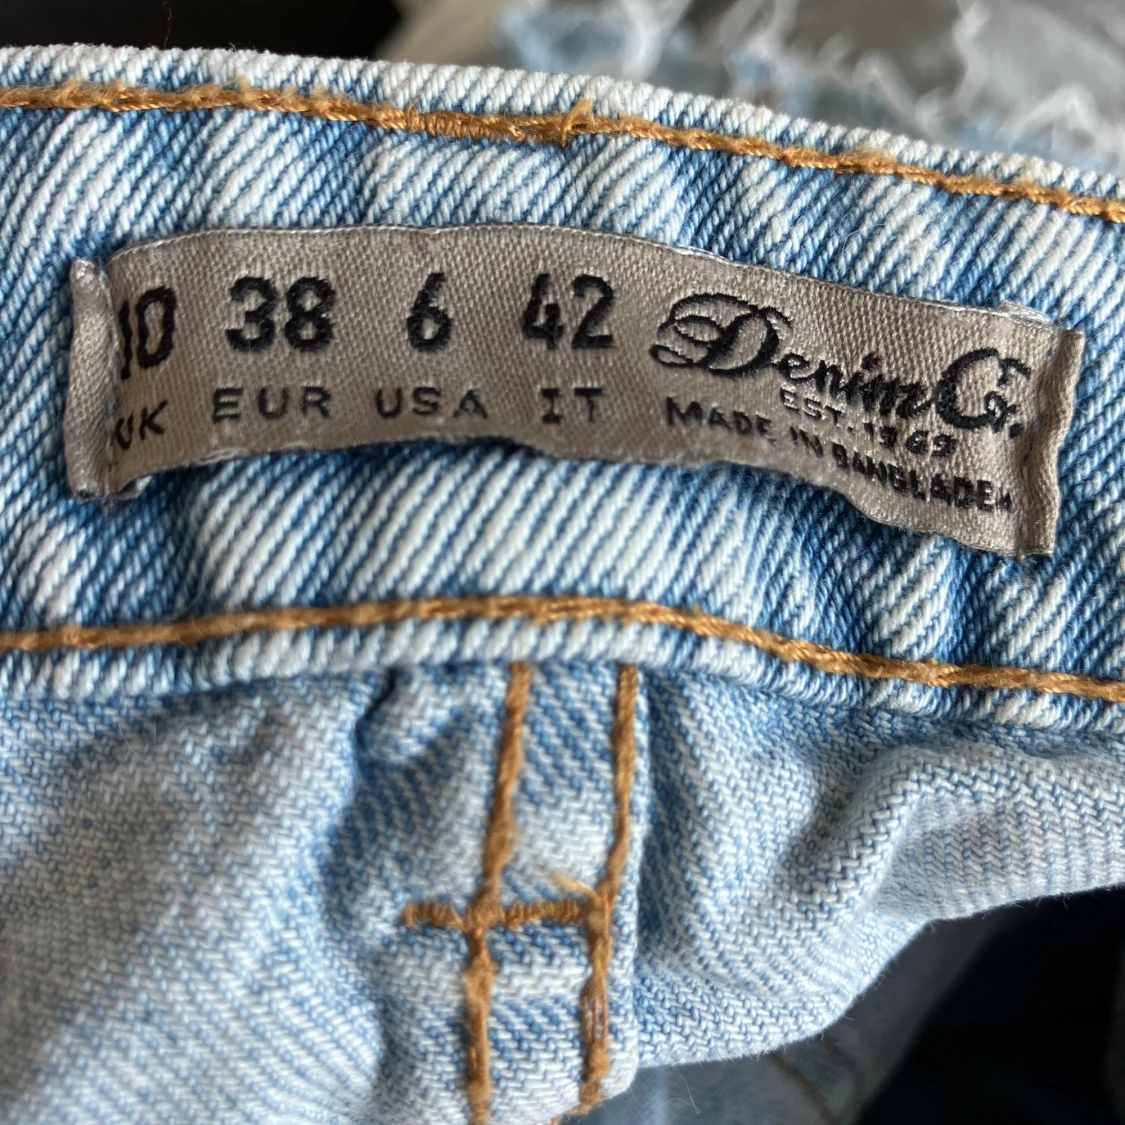 10 38 6 42
UK EUR USA IT
Denim Co.
EST. 1969
MADE IN BANGLADESH